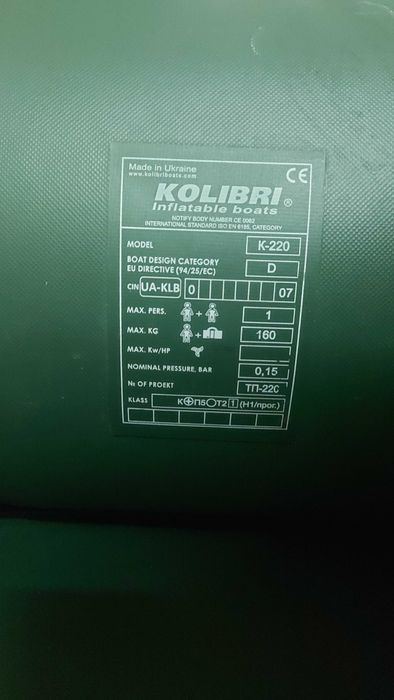 Made in Ukraine
www.kolibriboats.com
CE
KOLIBRI®
Inflatable boats
NOTIFY BODY NUMBER CE 0082
INTERNATIONAL STANDARD ISO EN 6185, CATEGORY
MODEL K-220
BOAT DESIGN CATEGORY
EU DIRECTIVE (94/25/EC) D
CIN UA-KLB 0 07
MAX. PERS. + 1
MAX. KG + 160
MAX. Kw/HP
NOMINAL PRESSURE, BAR 0,15
№ OF PROEKT ТП-220
KLASS К⊕П5○Т2 1 (Н1/прог.)